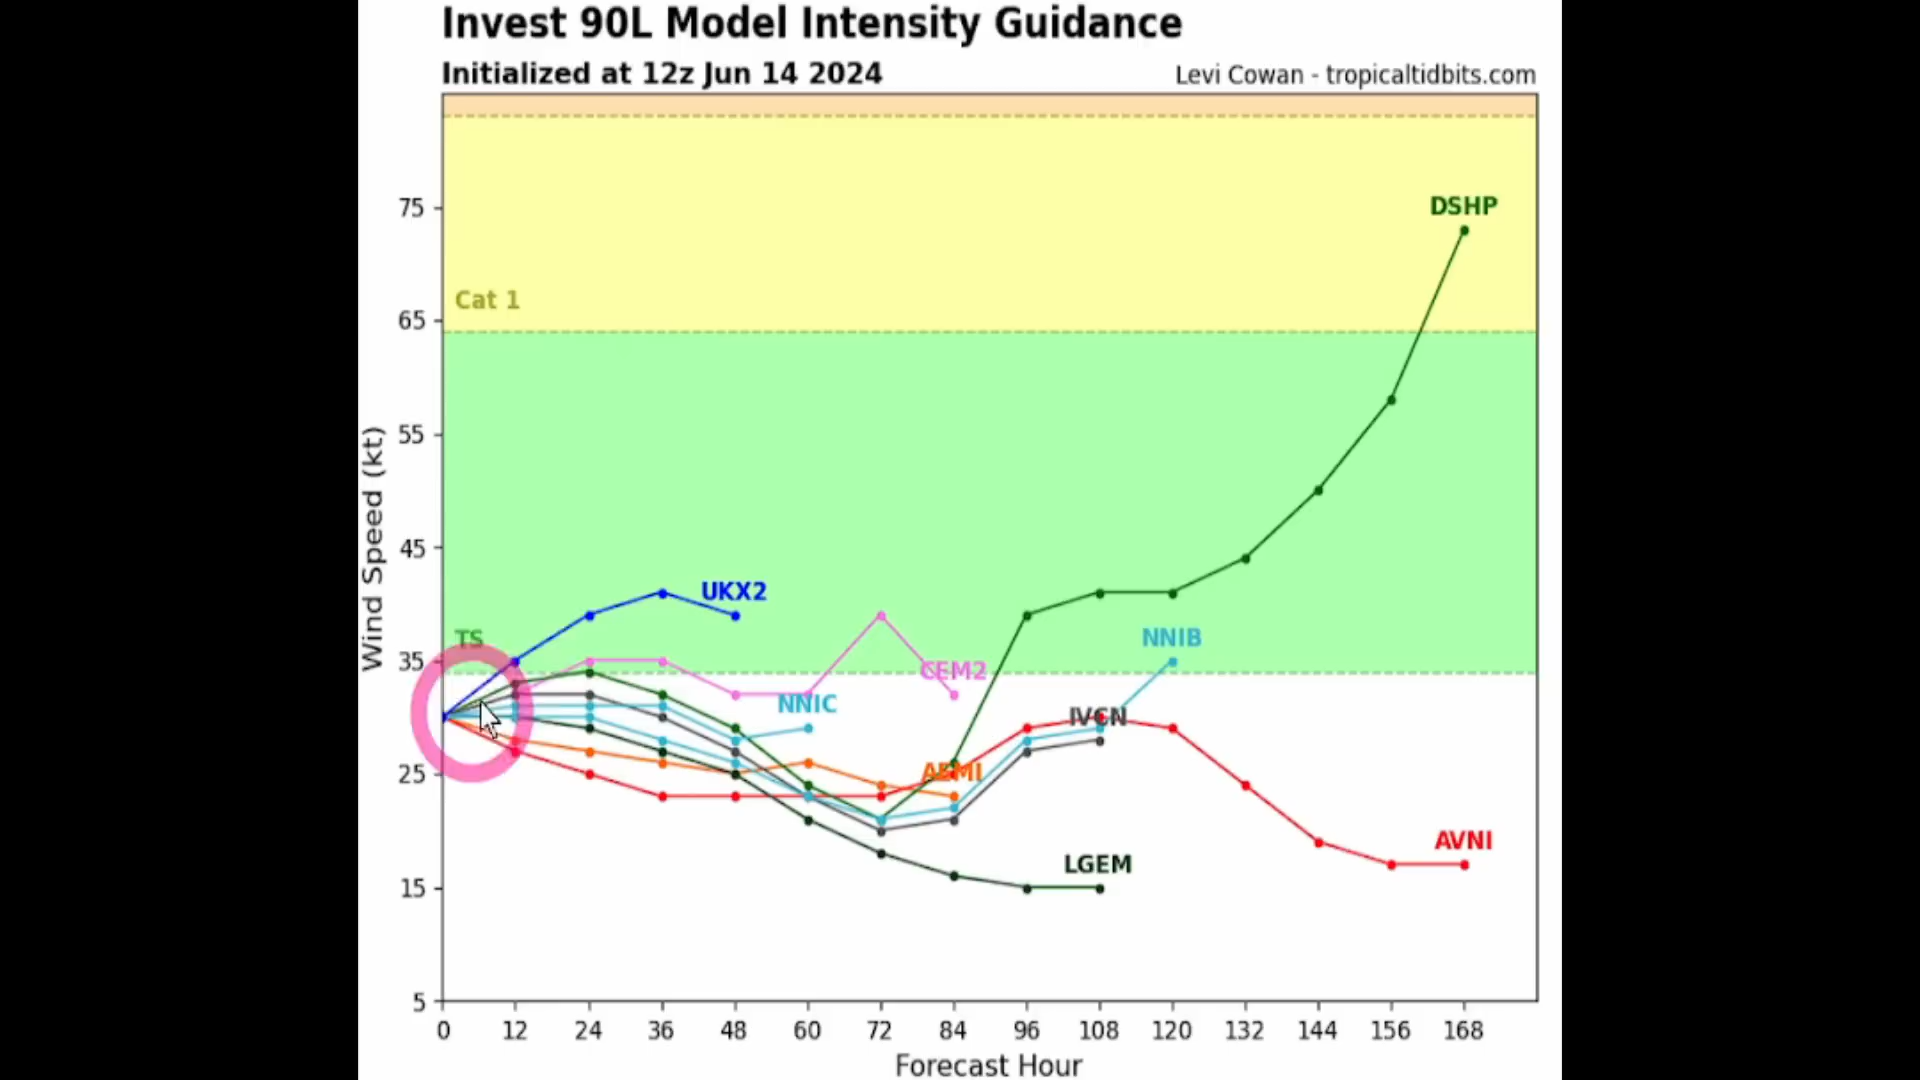 Invest 90L Model Intensity Guidance
Initialized at 12z Jun 14 2024
Levi Cowan - tropicaltidbits.com
DSHP
75
Cat 1
65
55
Wind Speed (kt)
45
UKX2
TS
NNIB
35
CEM2
NNIC
IVCN
AEMI
25
AVNI
LGEM
15
5
0 12 24 36 48 60 72 84 96 108 120 132 144 156 168
Forecast Hour